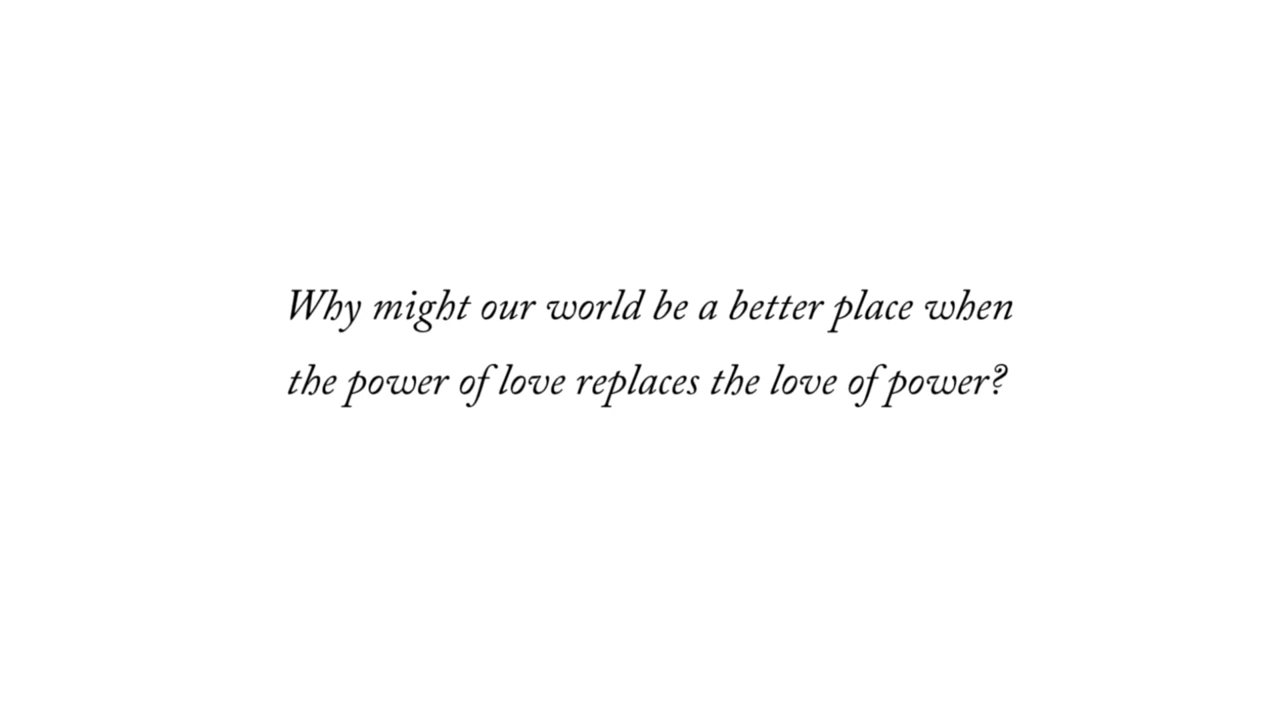 Why might our world be a better place when
the power of love replaces the love of power?